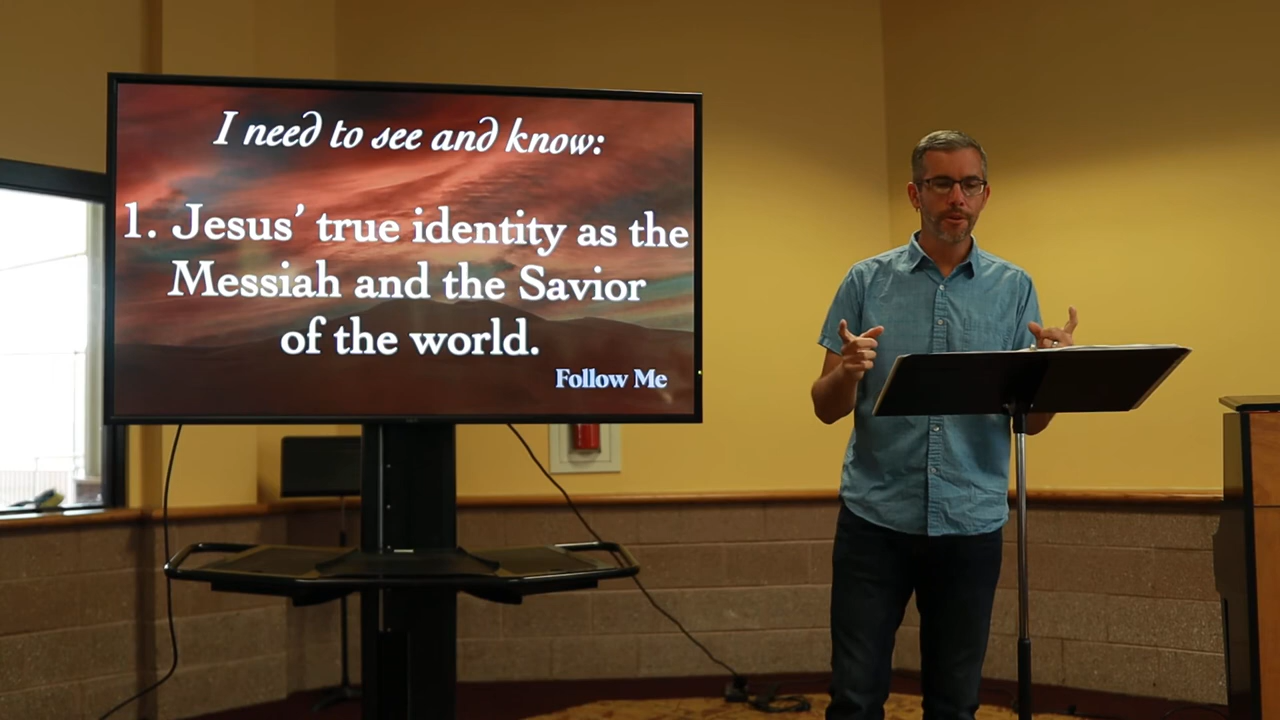 I need to see and know:
1. Jesus’ true identity as the
Messiah and the Savior
of the world.
Follow Me